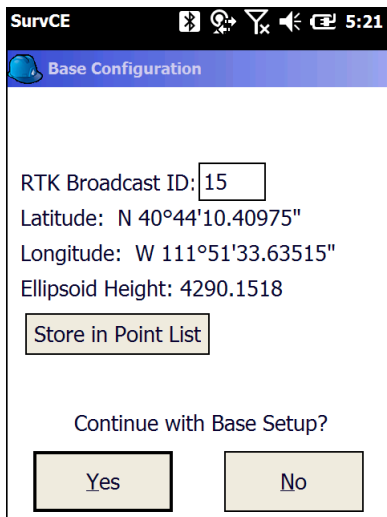 SurvCE 5:21
Base Configuration
RTK Broadcast ID: 15
Latitude: N 40°44'10.40975"
Longitude: W 111°51'33.63515"
Ellipsoid Height: 4290.1518
Store in Point List
Continue with Base Setup?
Yes No